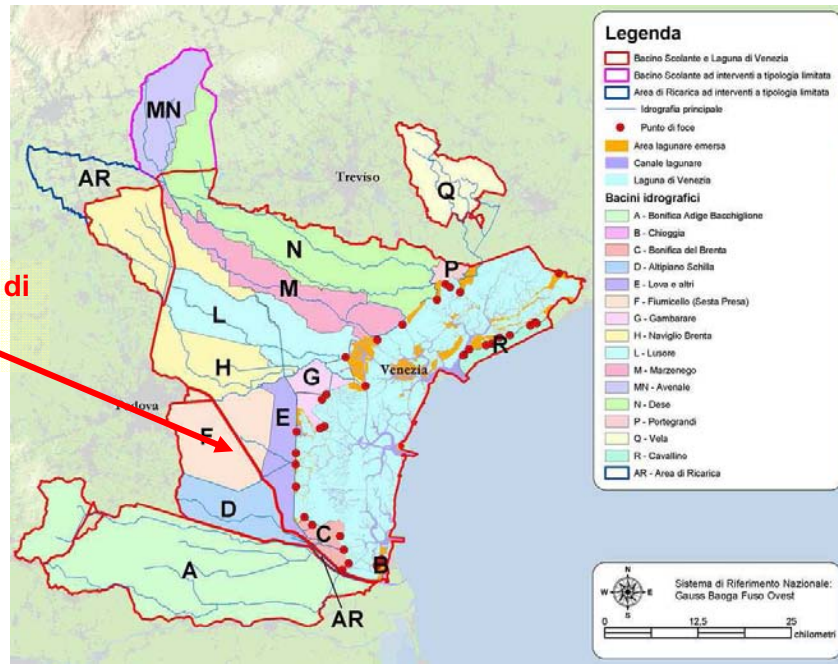 MN
AR
Treviso
Q
N
P
M
di
L
R
H
Venezia
G
E
F
D
C
A
B
AR
Legenda
Bacino Scolante e Laguna di Venezia
Bacino Scolante ad interventi a tipologia limitata
Area di Ricarica ad interventi a tipologia limitata
Idrografia principale
Punto di foce
Area lagunare emersa
Canale lagunare
Laguna di Venezia
Bacini idrografici
A - Bonifica Adige Bacchiglione
B - Chioggia
C - Bonifica del Brenta
D - Altipiano Schilla
E - Lova e altri
F - Fiumicello (Sesta Presa)
G - Gambarare
H - Naviglio Brenta
L - Lusore
M - Marzenego
MN - Avenale
N - Dese
P - Portegrandi
Q - Vela
R - Cavallino
AR - Area di Ricarica
N
W E
S
Sistema di Riferimento Nazionale:
Gauss Baoga Fuso Ovest
0 12,5 25
chilometri